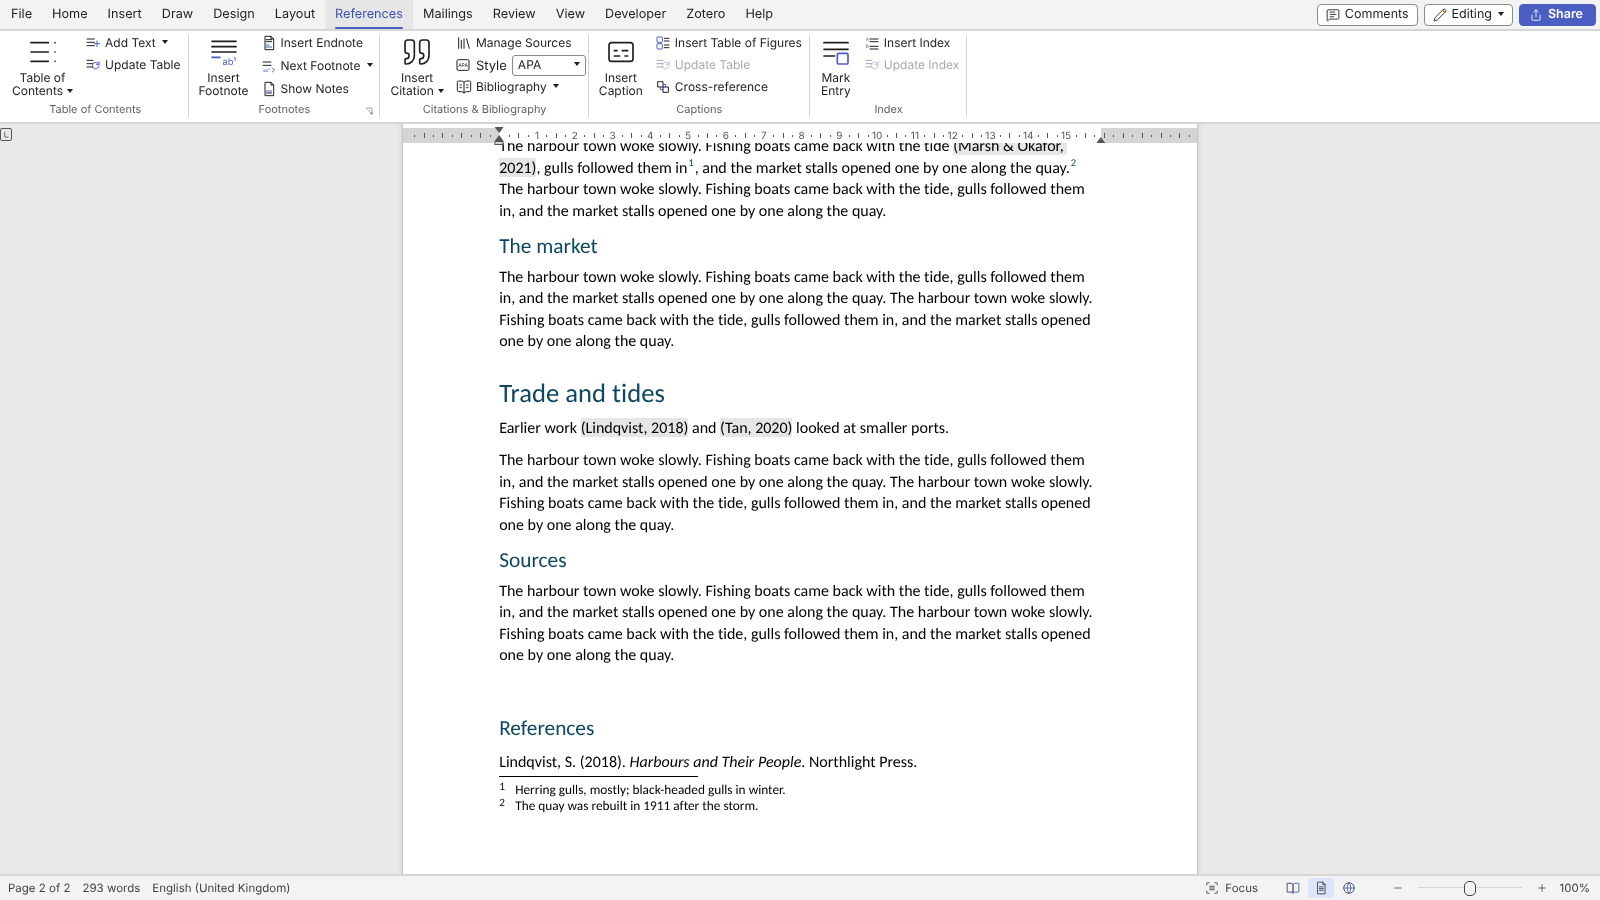 File Home Insert Draw Design Layout References Mailings Review View Developer Zotero Help
Comments Editing Share
Table of Contents
Add Text
Update Table
Table of Contents
ab¹
Insert Footnote
Insert Endnote
Next Footnote
Show Notes
Footnotes
Insert Citation
Manage Sources
Style APA
Bibliography
Citations & Bibliography
Insert Caption
Insert Table of Figures
Update Table
Cross-reference
Captions
Mark Entry
Insert Index
Update Index
Index
L
1 2 3 4 5 6 7 8 9 10 11 12 13 14 15
The harbour town woke slowly. Fishing boats came back with the tide (Marsh & Okafor,
2021), gulls followed them in¹, and the market stalls opened one by one along the quay.²
The harbour town woke slowly. Fishing boats came back with the tide, gulls followed them
in, and the market stalls opened one by one along the quay.
The market
The harbour town woke slowly. Fishing boats came back with the tide, gulls followed them
in, and the market stalls opened one by one along the quay. The harbour town woke slowly.
Fishing boats came back with the tide, gulls followed them in, and the market stalls opened
one by one along the quay.
Trade and tides
Earlier work (Lindqvist, 2018) and (Tan, 2020) looked at smaller ports.
The harbour town woke slowly. Fishing boats came back with the tide, gulls followed them
in, and the market stalls opened one by one along the quay. The harbour town woke slowly.
Fishing boats came back with the tide, gulls followed them in, and the market stalls opened
one by one along the quay.
Sources
The harbour town woke slowly. Fishing boats came back with the tide, gulls followed them
in, and the market stalls opened one by one along the quay. The harbour town woke slowly.
Fishing boats came back with the tide, gulls followed them in, and the market stalls opened
one by one along the quay.
References
Lindqvist, S. (2018). Harbours and Their People. Northlight Press.
1 Herring gulls, mostly; black-headed gulls in winter.
2 The quay was rebuilt in 1911 after the storm.
Page 2 of 2 293 words English (United Kingdom)
Focus 100%